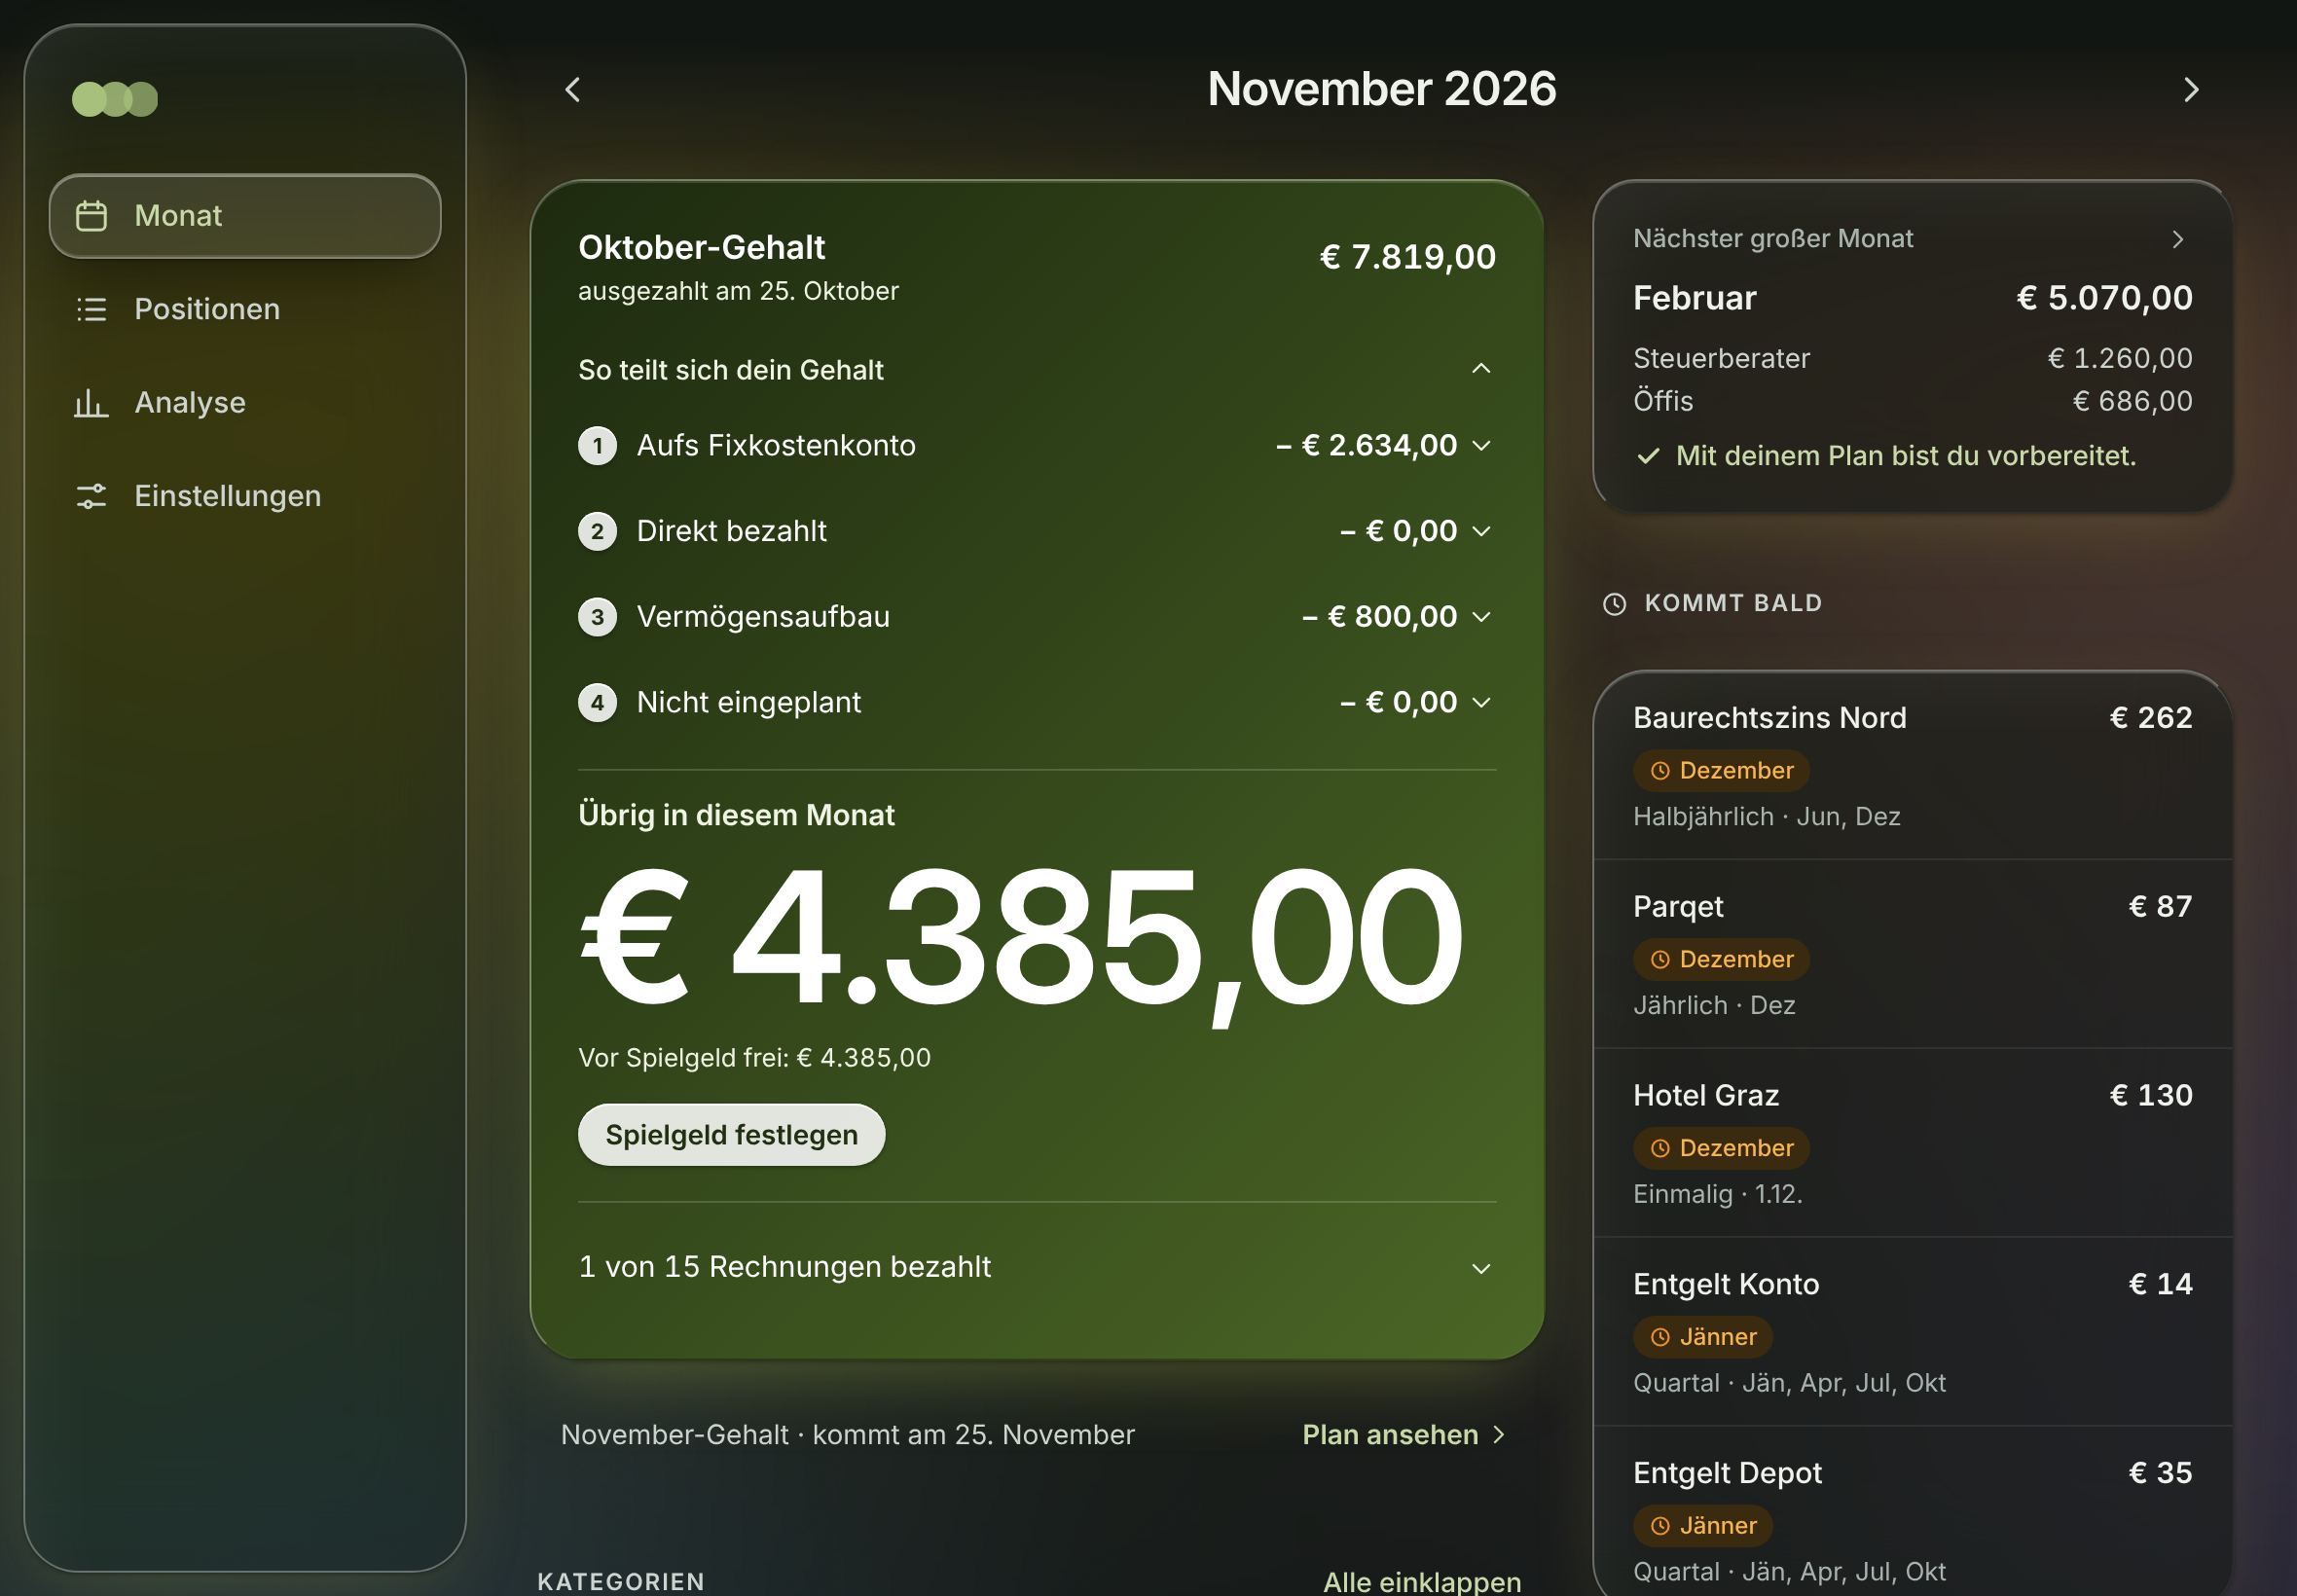 November 2026
Monat
Positionen
Analyse
Einstellungen
Oktober-Gehalt
€ 7.819,00
ausgezahlt am 25. Oktober
So teilt sich dein Gehalt
1 Aufs Fixkostenkonto – € 2.634,00
2 Direkt bezahlt – € 0,00
3 Vermögensaufbau – € 800,00
4 Nicht eingeplant – € 0,00
Übrig in diesem Monat
€ 4.385,00
Vor Spielgeld frei: € 4.385,00
Spielgeld festlegen
1 von 15 Rechnungen bezahlt
November-Gehalt · kommt am 25. November Plan ansehen
KATEGORIEN Alle einklappen
Nächster großer Monat
Februar € 5.070,00
Steuerberater € 1.260,00
Öffis € 686,00
Mit deinem Plan bist du vorbereitet.
KOMMT BALD
Baurechtszins Nord € 262
Dezember
Halbjährlich · Jun, Dez
Parqet € 87
Dezember
Jährlich · Dez
Hotel Graz € 130
Dezember
Einmalig · 1.12.
Entgelt Konto € 14
Jänner
Quartal · Jän, Apr, Jul, Okt
Entgelt Depot € 35
Jänner
Quartal · Jän, Apr, Jul, Okt